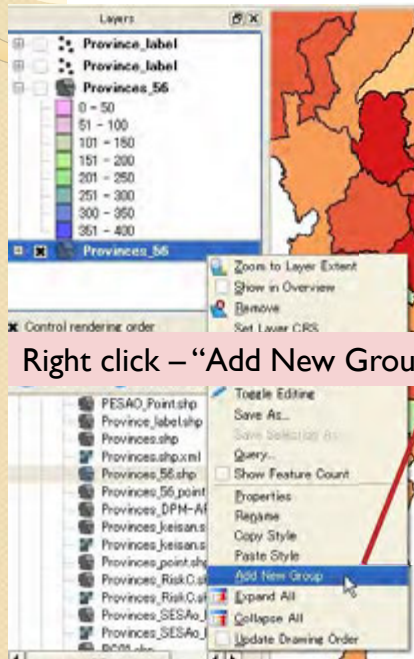 Layers
Province_label
Province_label
Provinces_56
0 - 50
51 - 100
101 - 150
151 - 200
201 - 250
251 - 300
300 - 350
351 - 400
Provinces_56
Control rendering order
Zoom to Layer Extent
Show in Overview
Remove
Set Layer CRS
Right click – “Add New Grou
PESAO_Point.shp
Province_label.shp
Provinces.shp
Provinces.shp.xml
Provinces_56.shp
Provinces_56_point
Provinces_DPM-AF
Provinces_keisan.s
Provinces_keisan.s
Provinces_point.sh
Provinces_RiskC.sh
Provinces_RiskC.sh
Provinces_SESAo_
Provinces_SESAo_
Toggle Editing
Save As...
Save Selection As...
Query...
Show Feature Count
Properties
Rename
Copy Style
Paste Style
Add New Group
Expand All
Collapse All
Update Drawing Order